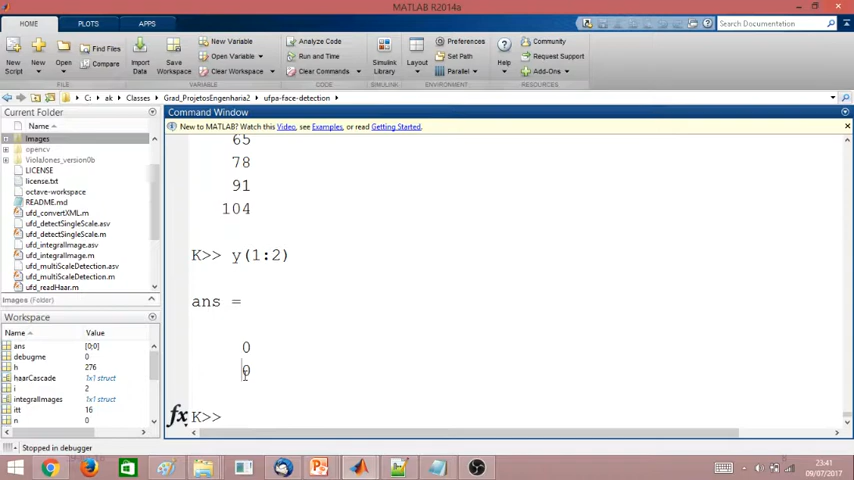 MATLAB R2014a
HOME PLOTS APPS
Search Documentation
New Script
New
Open
Find Files
Compare
Import Data
Save Workspace
New Variable
Open Variable
Clear Workspace
Analyze Code
Run and Time
Clear Commands
Simulink Library
Layout
Preferences
Set Path
Parallel
Help
Community
Request Support
Add-Ons
FILE VARIABLE CODE SIMULINK ENVIRONMENT RESOURCES
C: ak Classes Grad_ProjetosEngenharia2 ufpa-face-detection
Current Folder
Name
Images
opencv
ViolaJones_version0b
LICENSE
license.txt
octave-workspace
README.md
ufd_convertXML.m
ufd_detectSingleScale.asv
ufd_detectSingleScale.m
ufd_integralImage.asv
ufd_integralImage.m
ufd_multiScaleDetection.asv
ufd_multiScaleDetection.m
ufd_readHaar.m
Images (Folder)
Workspace
Name Value
ans [0;0]
debugme 0
h 276
haarCascade 1x1 struct
i 2
integralImages 1x1 struct
itt 16
n 0
Command Window
New to MATLAB? Watch this Video, see Examples, or read Getting Started.
65
78
91
104
K>> y(1:2)
ans =
0
0
fx K>>
Stopped in debugger
23:41
09/07/2017